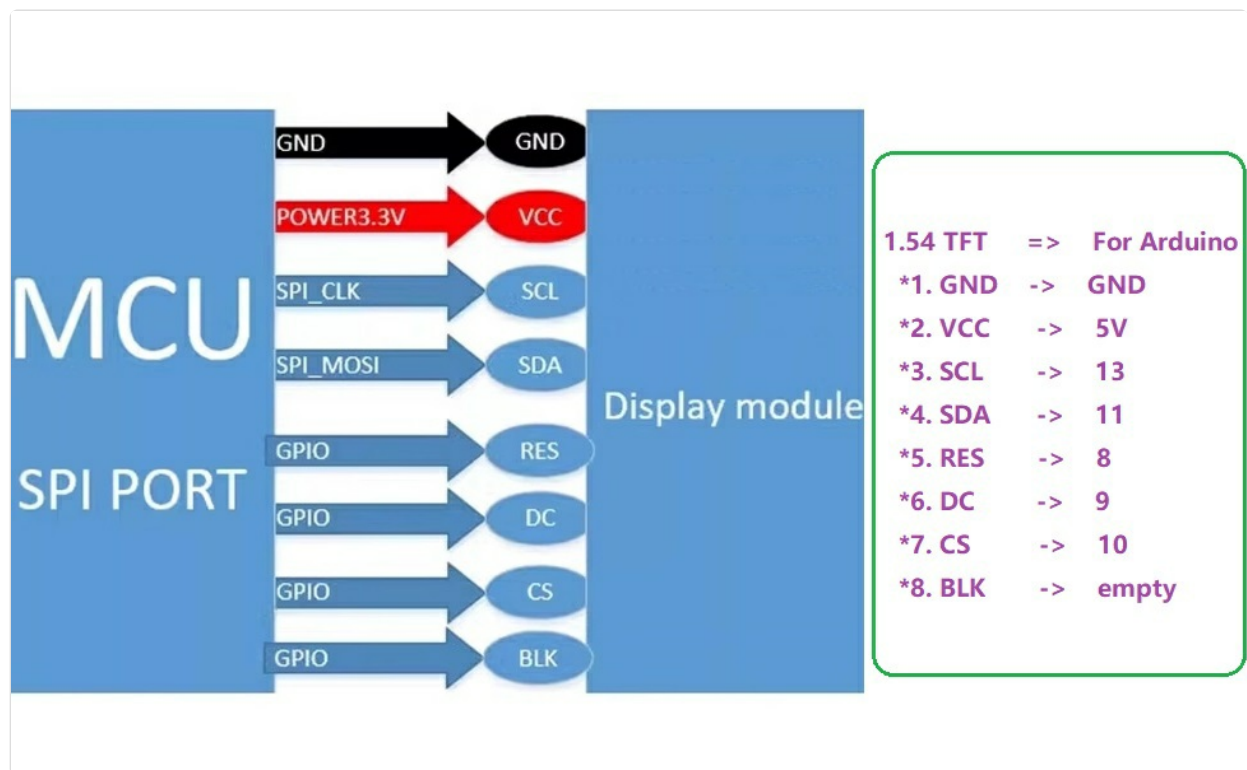 GND GND
POWER3.3V VCC
SPI_CLK SCL
MCU
SPI_MOSI SDA
Display module
GPIO RES
SPI PORT
GPIO DC
GPIO CS
GPIO BLK
1.54 TFT => For Arduino
*1. GND -> GND
*2. VCC -> 5V
*3. SCL -> 13
*4. SDA -> 11
*5. RES -> 8
*6. DC -> 9
*7. CS -> 10
*8. BLK -> empty